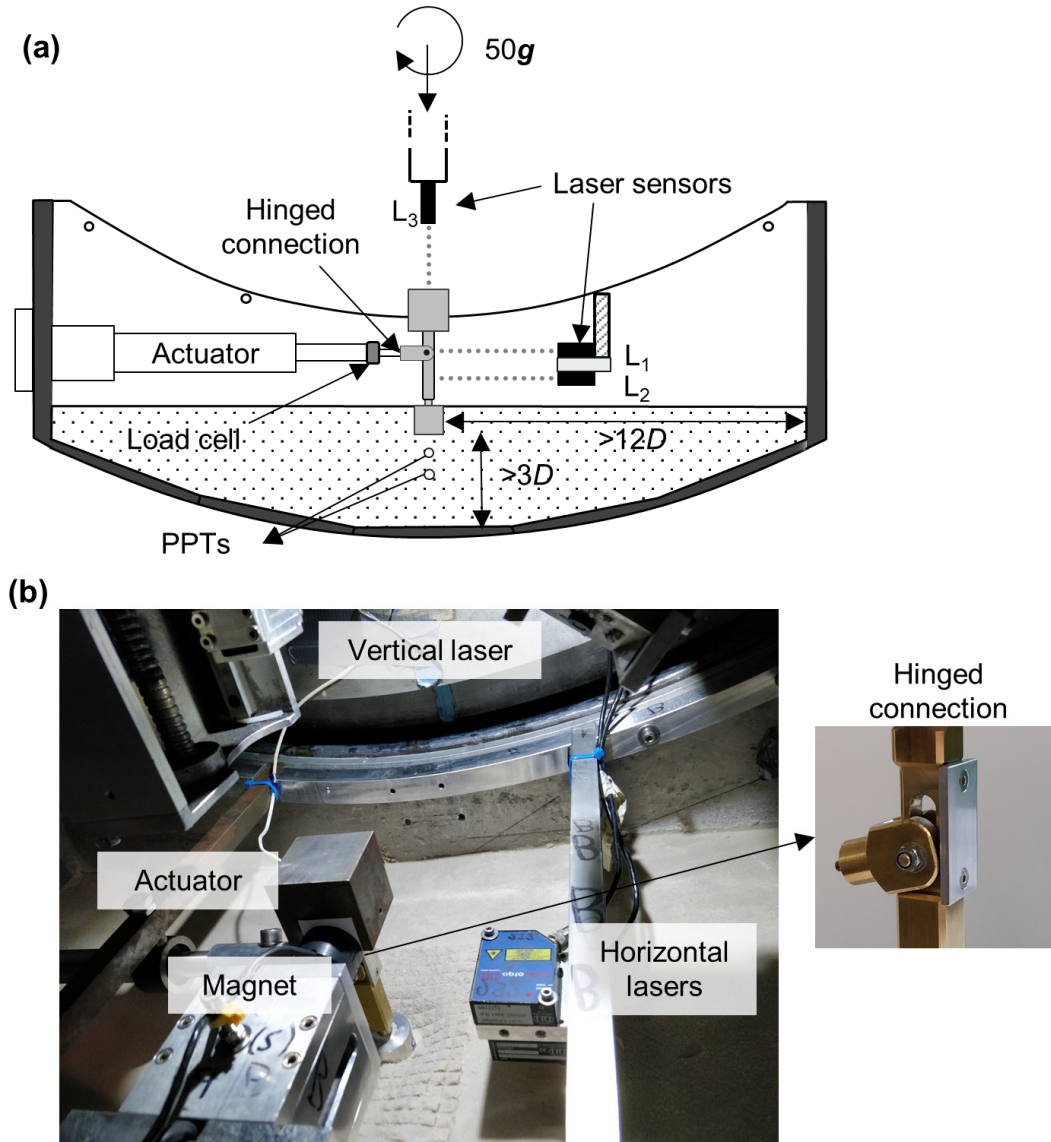 (a)
50g
Laser sensors
L3
Hinged
connection
Actuator
L1
L2
Load cell
>12D
>3D
PPTs
(b)
Vertical laser
Hinged
connection
Actuator
Magnet
Horizontal
lasers
B
B
B
B
(S)